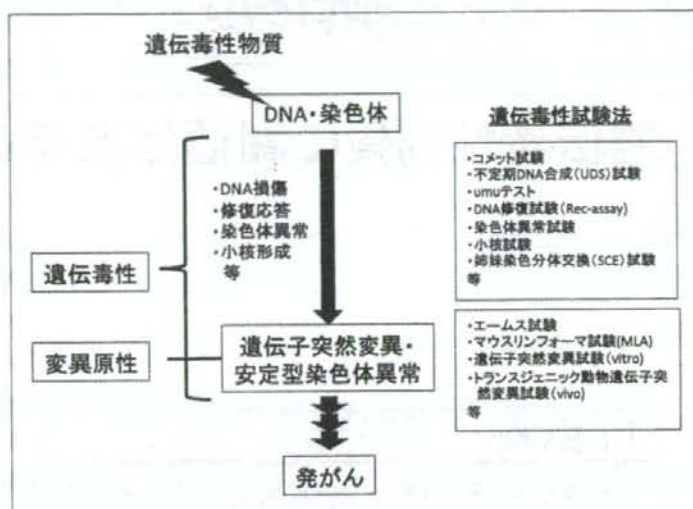 遺伝毒性物質
DNA・染色体
・DNA損傷
・修復応答
・染色体異常
・小核形成
等
遺伝毒性
変異原性
遺伝子突然変異・
安定型染色体異常
発がん
遺伝毒性試験法
・コメット試験
・不定期DNA合成(UDS)試験
・umuテスト
・DNA修復試験(Rec-assay)
・染色体異常試験
・小核試験
・姉妹染色分体交換(SCE)試験
等
・エームス試験
・マウスリンフォーマ試験(MLA)
・遺伝子突然変異試験(vitro)
・トランスジェニック動物遺伝子突
然変異試験(vivo)
等